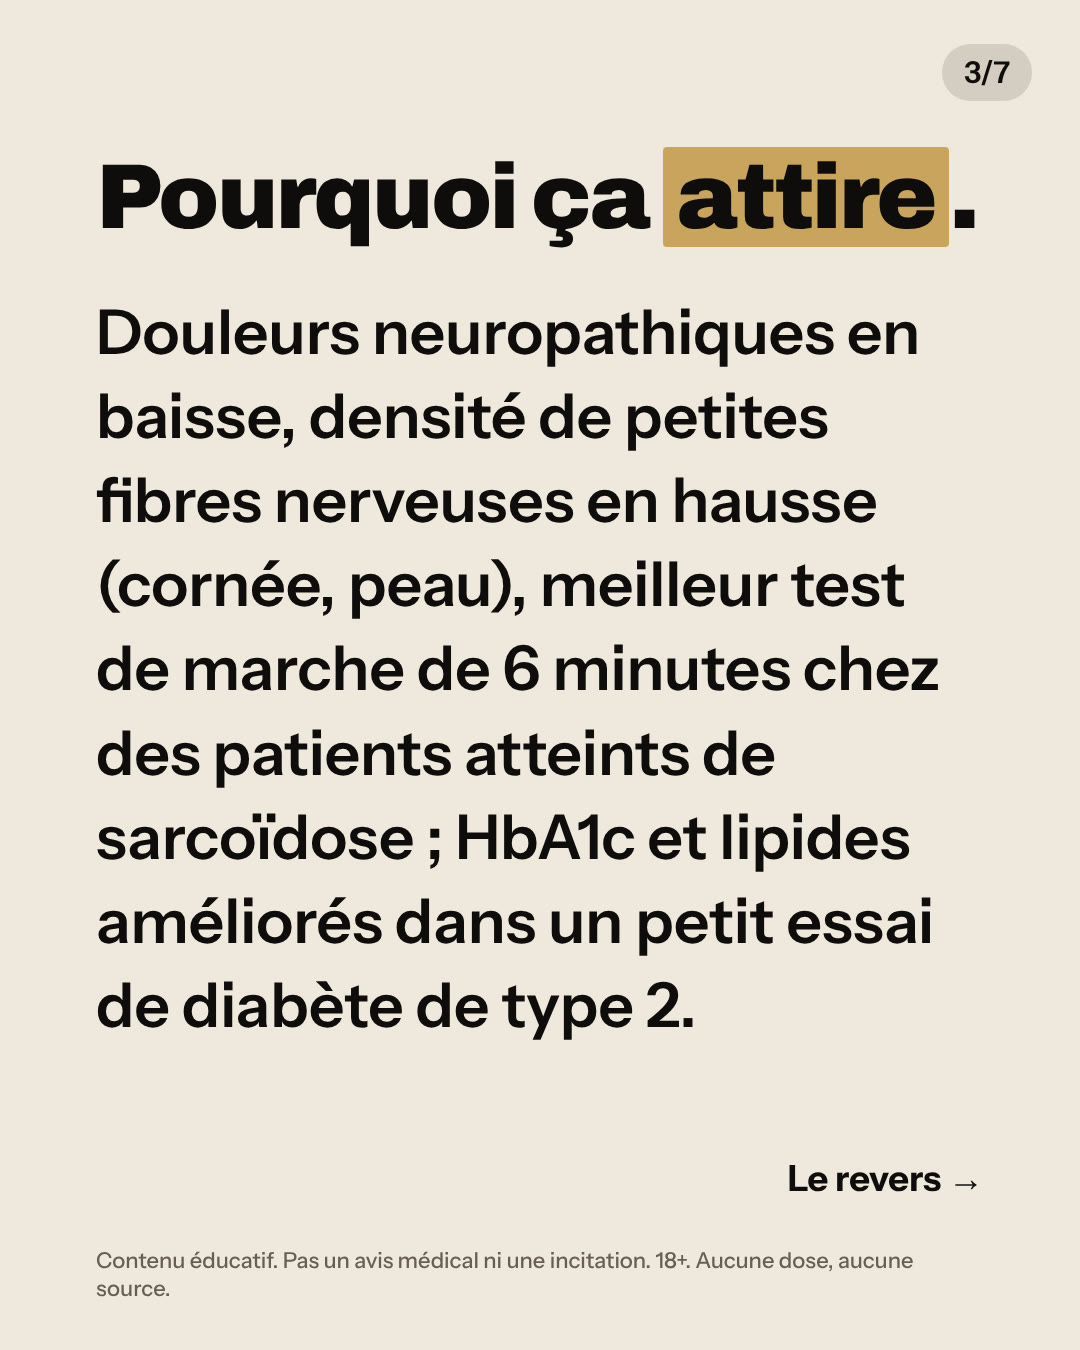 3/7
Pourquoi ça attire.
Douleurs neuropathiques en
baisse, densité de petites
fibres nerveuses en hausse
(cornée, peau), meilleur test
de marche de 6 minutes chez
des patients atteints de
sarcoïdose ; HbA1c et lipides
améliorés dans un petit essai
de diabète de type 2.
Le revers →
Contenu éducatif. Pas un avis médical ni une incitation. 18+. Aucune dose, aucune
source.